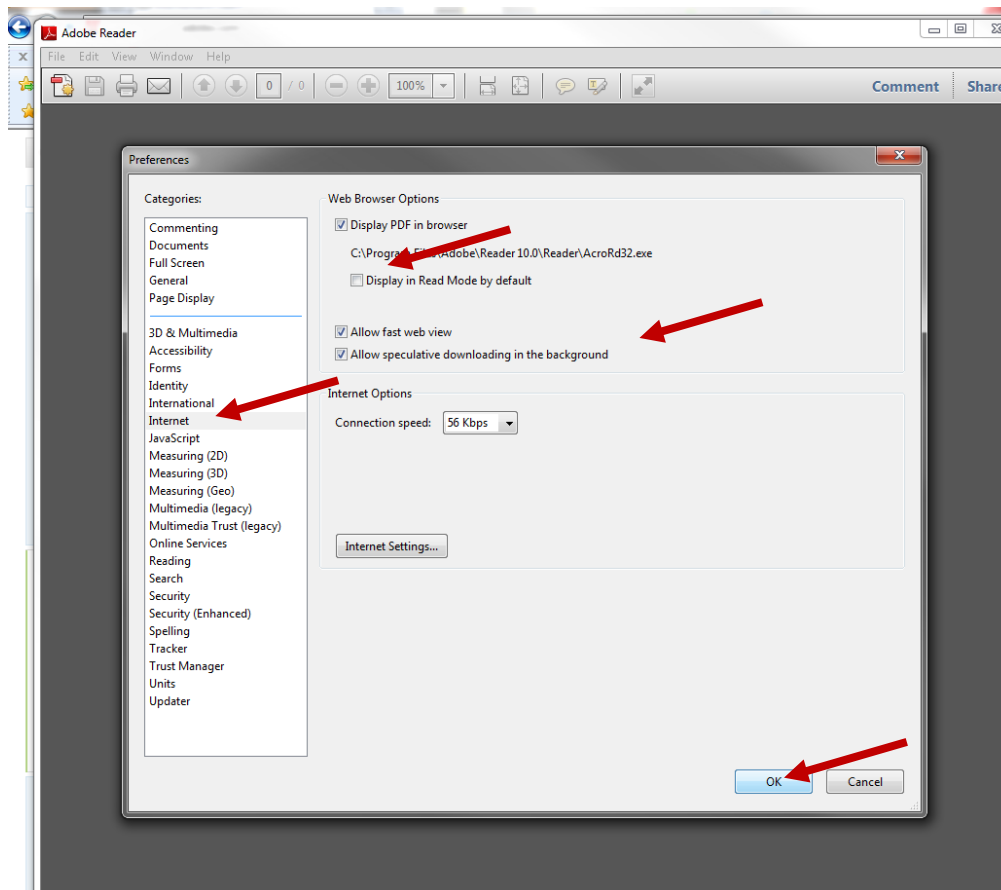 Adobe Reader
File Edit View Window Help
0 / 0 100% Comment Share
Preferences
Categories:
Commenting
Documents
Full Screen
General
Page Display
3D & Multimedia
Accessibility
Forms
Identity
International
Internet
JavaScript
Measuring (2D)
Measuring (3D)
Measuring (Geo)
Multimedia (legacy)
Multimedia Trust (legacy)
Online Services
Reading
Search
Security
Security (Enhanced)
Spelling
Tracker
Trust Manager
Units
Updater
Web Browser Options
Display PDF in browser
C:\Program Files\Adobe\Reader 10.0\Reader\AcroRd32.exe
Display in Read Mode by default
Allow fast web view
Allow speculative downloading in the background
Internet Options
Connection speed: 56 Kbps
Internet Settings...
OK Cancel